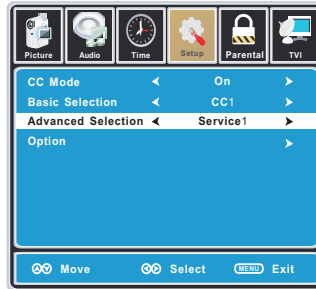 Picture Audio Time Setup Parental TVI
CC Mode On
Basic Selection CC1
Advanced Selection Service1
Option
Move Select MENU Exit